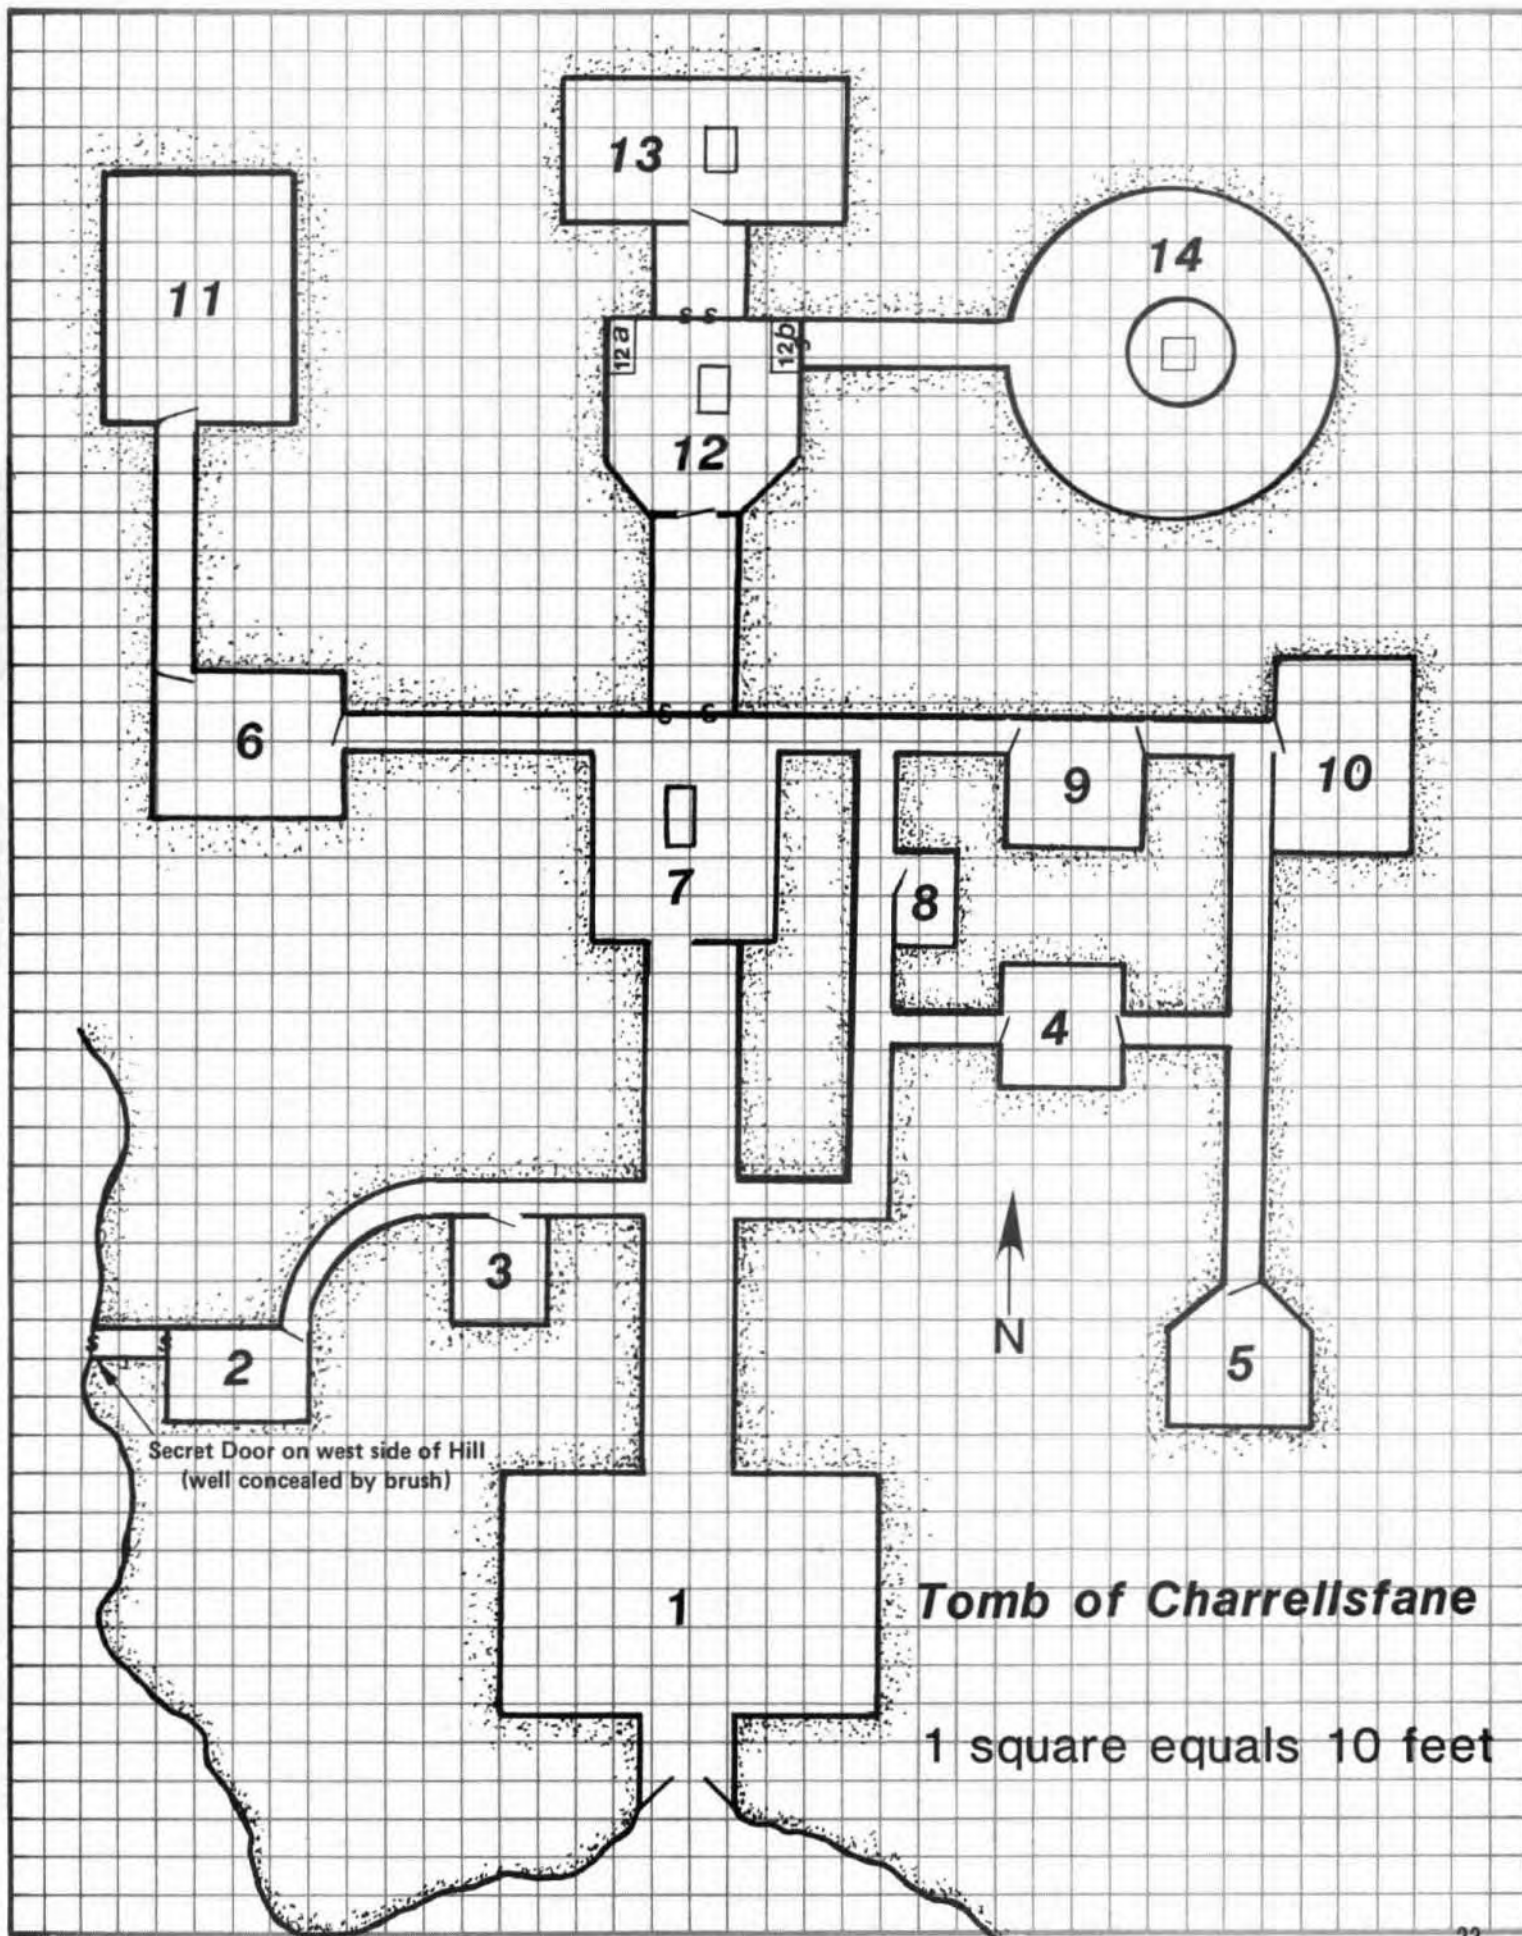 13
14
11
12a
12b
12
6
9
10
7
8
4
3
N
2
5
Secret Door on west side of Hill
(well concealed by brush)
1
Tomb of Charrellsfane
1 square equals 10 feet